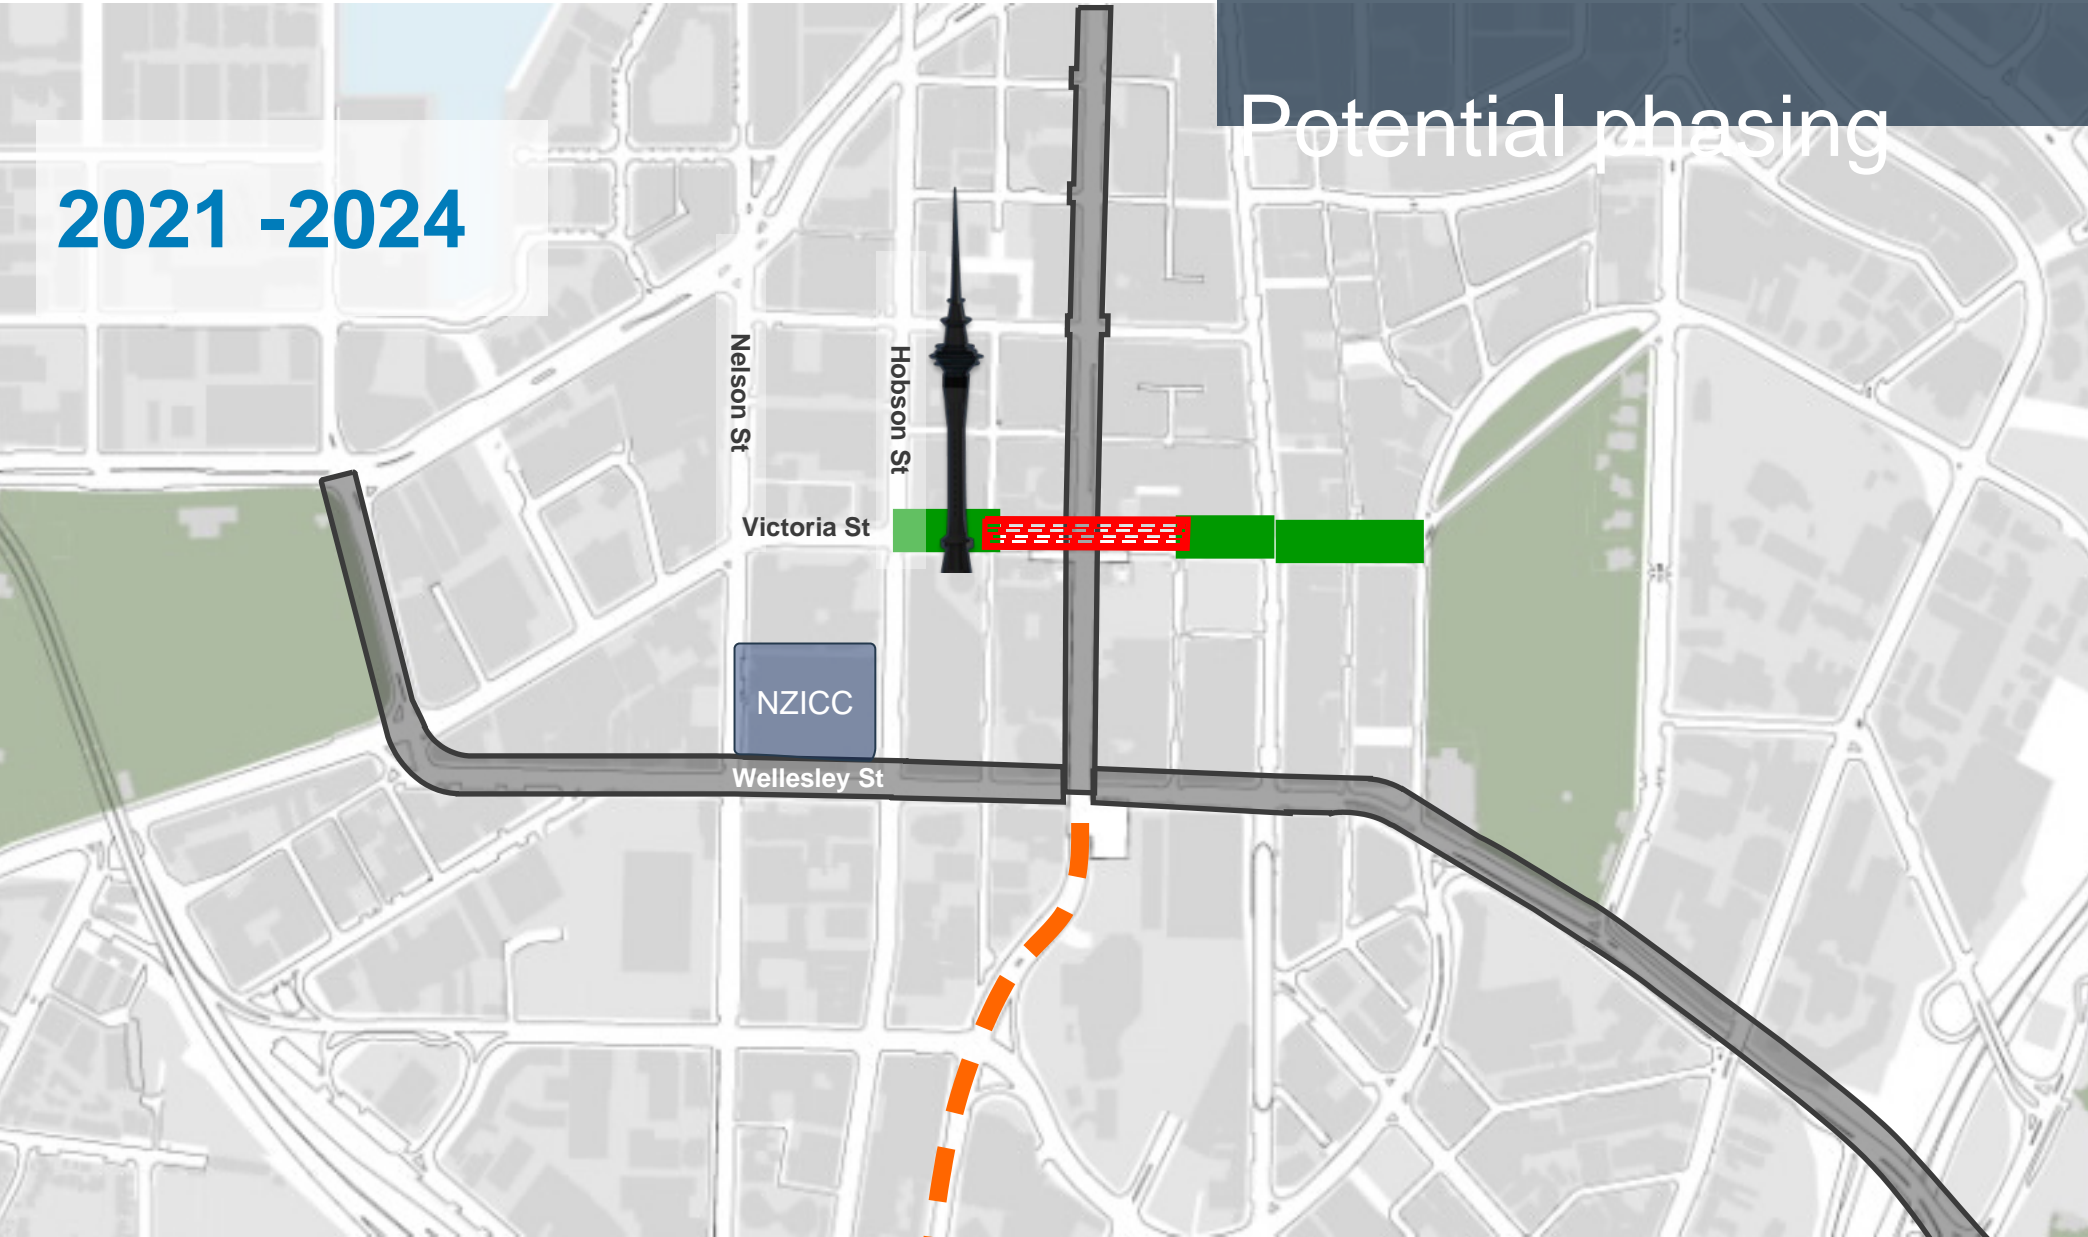 Potential phasing
2021 -2024
Nelson St
Hobson St
Victoria St
NZICC
Wellesley St